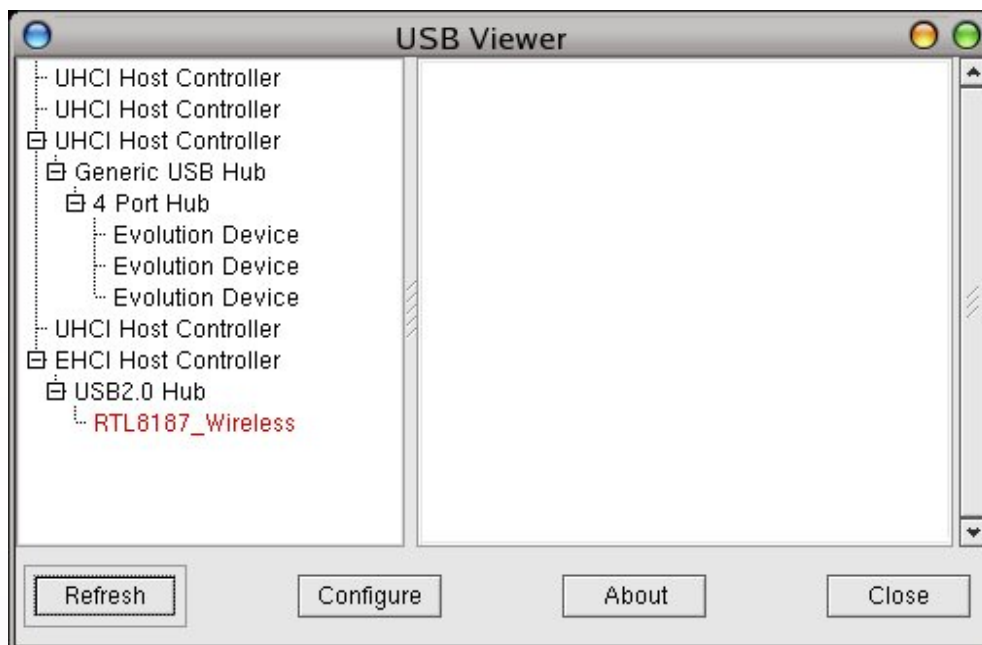 USB Viewer
UHCI Host Controller
UHCI Host Controller
UHCI Host Controller
Generic USB Hub
4 Port Hub
Evolution Device
Evolution Device
Evolution Device
UHCI Host Controller
EHCI Host Controller
USB2.0 Hub
RTL8187_Wireless
Refresh
Configure
About
Close